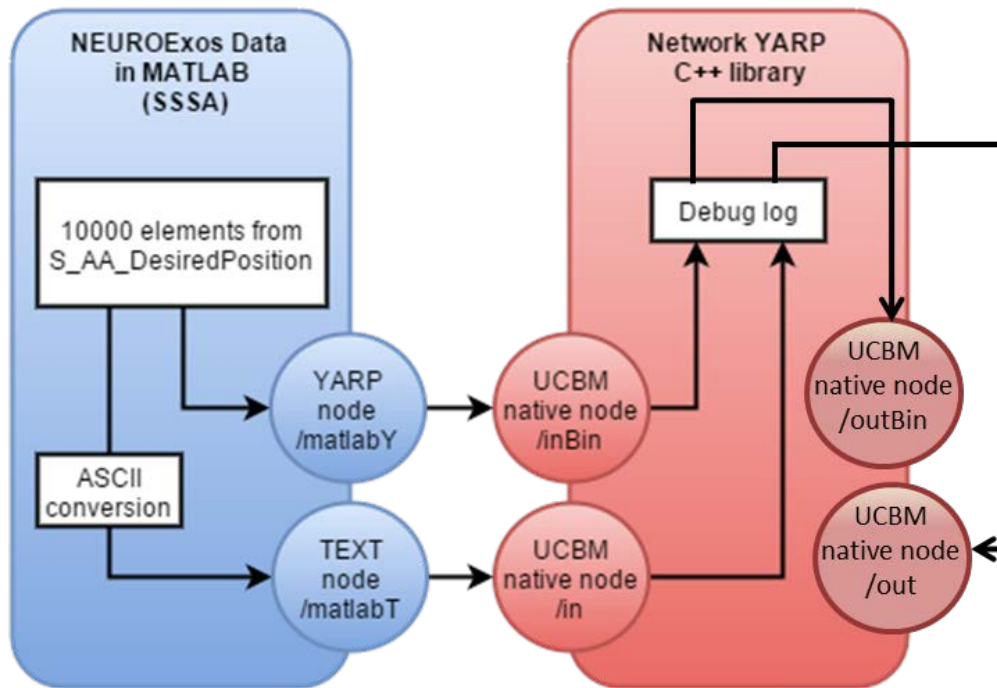 NEUROExos Data
in MATLAB
(SSSA)
10000 elements from
S_AA_DesiredPosition
ASCII
conversion
YARP
node
/matlabY
TEXT
node
/matlabT
Network YARP
C++ library
Debug log
UCBM
native node
/inBin
UCBM
native node
/in
UCBM
native node
/outBin
UCBM
native node
/out